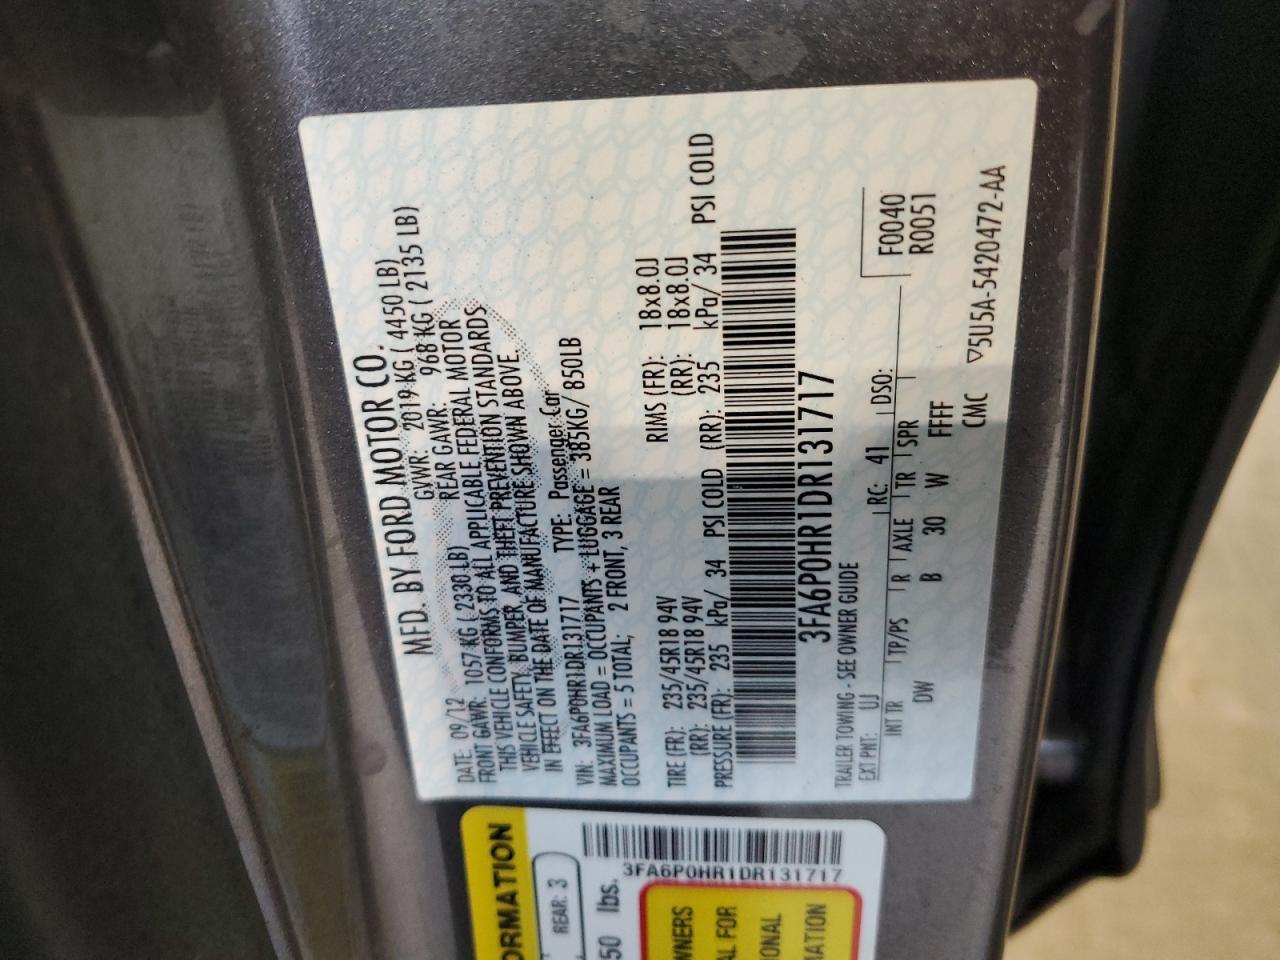 MFD. BY FORD MOTOR CO.
DATE: 09/12 GVWR: 2019 KG ( 4450 LB)
FRONT GAWR: 1057 KG ( 2330 LB) REAR GAWR: 968 KG ( 2135 LB)
THIS VEHICLE CONFORMS TO ALL APPLICABLE FEDERAL MOTOR
VEHICLE SAFETY, BUMPER, AND THEFT PREVENTION STANDARDS
IN EFFECT ON THE DATE OF MANUFACTURE SHOWN ABOVE.
VIN: 3FA6P0HR1DR131717 TYPE: Passenger Car
MAXIMUM LOAD = OCCUPANTS + LUGGAGE = 385KG/ 850LB
OCCUPANTS = 5 TOTAL; 2 FRONT, 3 REAR
TIRE (FR): 235/45R18 94V RIMS (FR): 18x8.0J
(RR): 235/45R18 94V (RR): 18x8.0J
PRESSURE (FR): 235 kPa/ 34 PSI COLD (RR): 235 kPa/ 34 PSI COLD
3FA6P0HR1DR131717
TRAILER TOWING - SEE OWNER GUIDE
F0040
R0051
EXT PNT: UJ RC: 41 DSO:
INT TR TP/PS R AXLE TR SPR
DW B 30 W FFFF
CMC ▽5U5A-5420472-AA
ORMATION
REAR: 3
50 lbs.
3FA6P0HR1DR131717
WNERS
AL FOR
IONAL
MATION